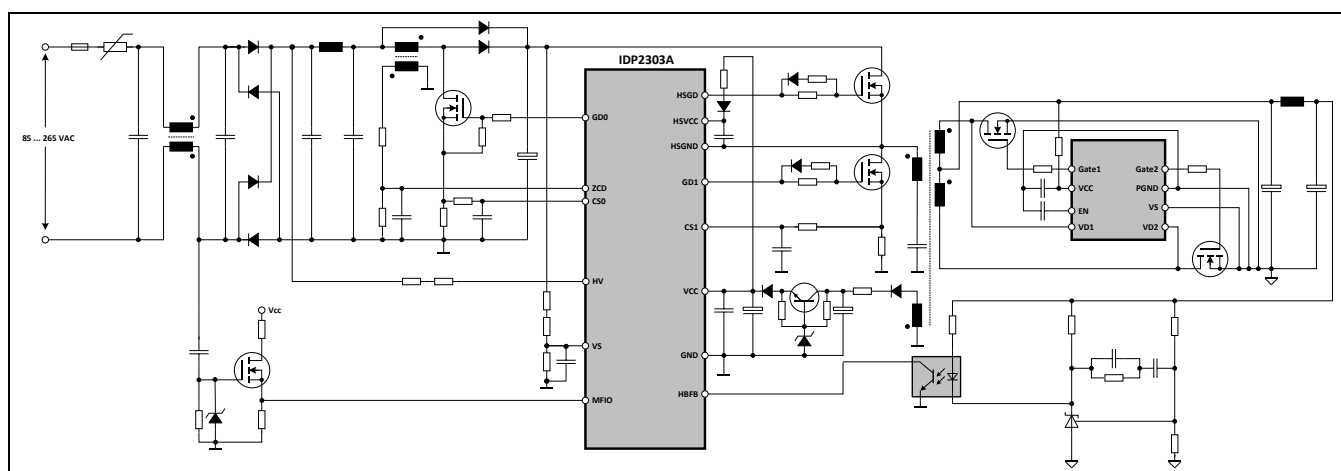 IDP2303A
85 ... 265 VAC
HSGD
HSVCC
HSGND
GD0
GD1
ZCD
CS0
CS1
HV
VCC
Vcc
VS
GND
MFIO
HBFB
Gate1
Gate2
VCC
PGND
EN
VS
VD1
VD2